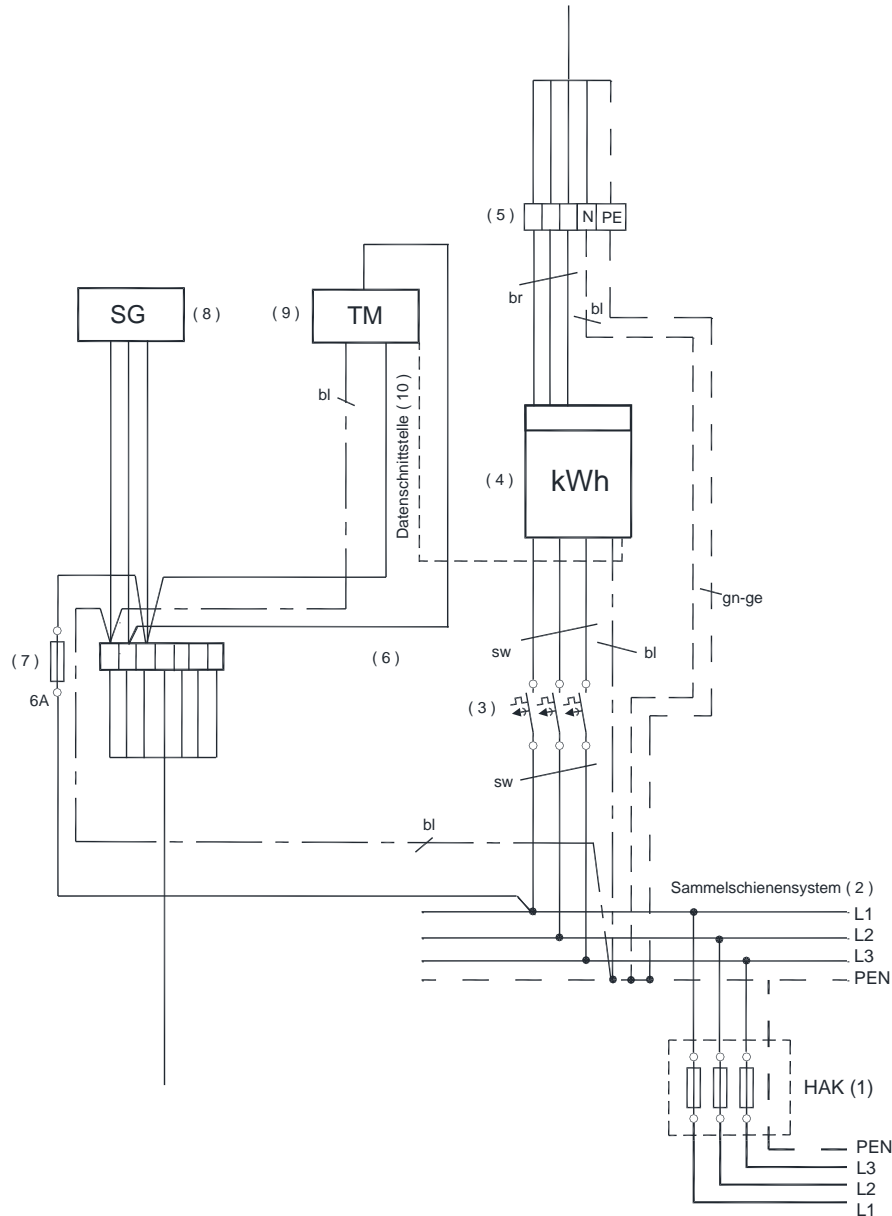 ( 5 )
N
PE
br
bl
SG
( 8 )
( 9 )
TM
bl
Datenschnittstelle ( 10 )
( 4 )
kWh
gn-ge
sw
bl
( 7 )
( 6 )
6A
( 3 )
sw
bl
Sammelschienensystem ( 2 )
L1
L2
L3
PEN
HAK (1)
PEN
L3
L2
L1